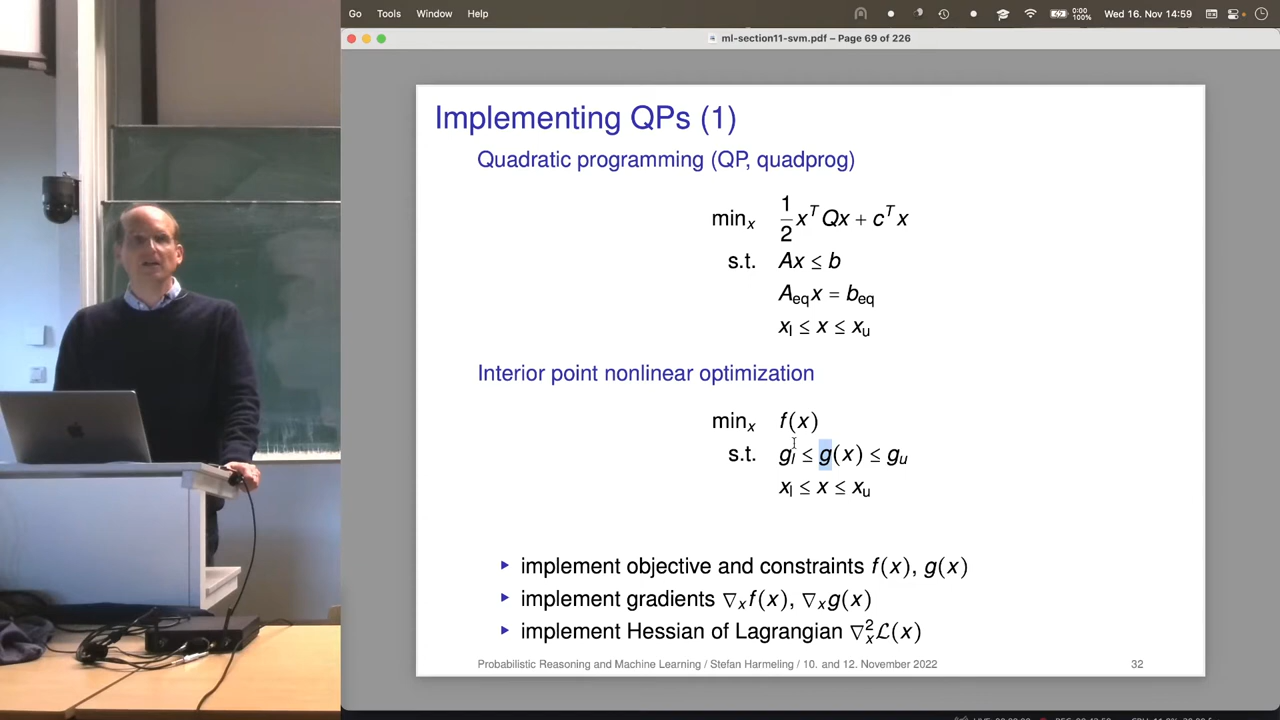 Go Tools Window Help 0:00 100% Wed 16. Nov 14:59
ml-section11-svm.pdf – Page 69 of 226
Implementing QPs (1)
Quadratic programming (QP, quadprog)
min_x 1/2 x^T Qx + c^T x
s.t. Ax ≤ b
A_eq x = b_eq
x_l ≤ x ≤ x_u
Interior point nonlinear optimization
min_x f(x)
s.t. g_l ≤ g(x) ≤ g_u
x_l ≤ x ≤ x_u
▸ implement objective and constraints f(x), g(x)
▸ implement gradients ∇_x f(x), ∇_x g(x)
▸ implement Hessian of Lagrangian ∇²_x ℒ(x)
Probabilistic Reasoning and Machine Learning / Stefan Harmeling / 10. and 12. November 2022 32